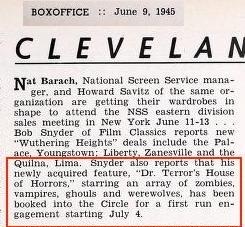 BOXOFFICE :: June 9, 1945
CLEVELAN
Nat Barach, National Screen Service mana-
ger, and Howard Savitz of the same or-
ganization are getting their wardrobes in
shape to attend the NSS eastern division
sales meeting in New York June 11-13 . . .
Bob Snyder of Film Classics reports new
"Wuthering Heights" deals include the Pal-
ace, Youngstown; Liberty, Zanesville and the
Quilna, Lima. Snyder also reports that his
newly acquired feature, "Dr. Terror's House
of Horrors," starring an array of zombies,
vampires, ghouls and werewolves, has been
booked into the Circle for a first run en-
gagement starting July 4.